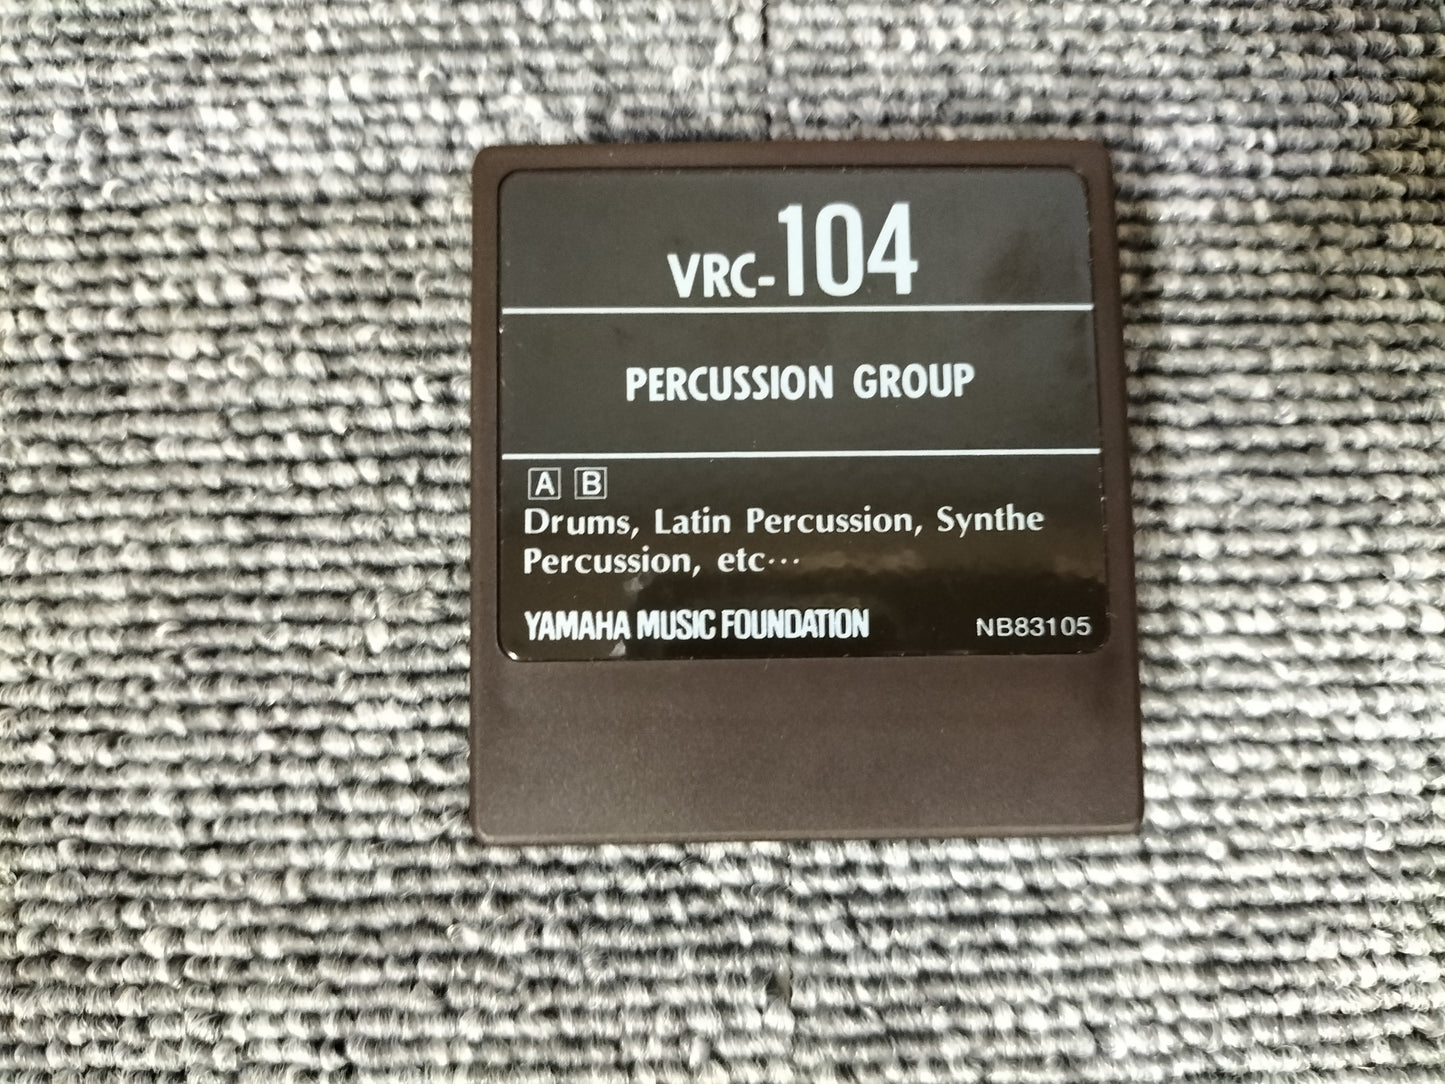 VRC-104
PERCUSSION GROUP
A B
Drums, Latin Percussion, Synthe
Percussion, etc···
YAMAHA MUSIC FOUNDATION NB83105